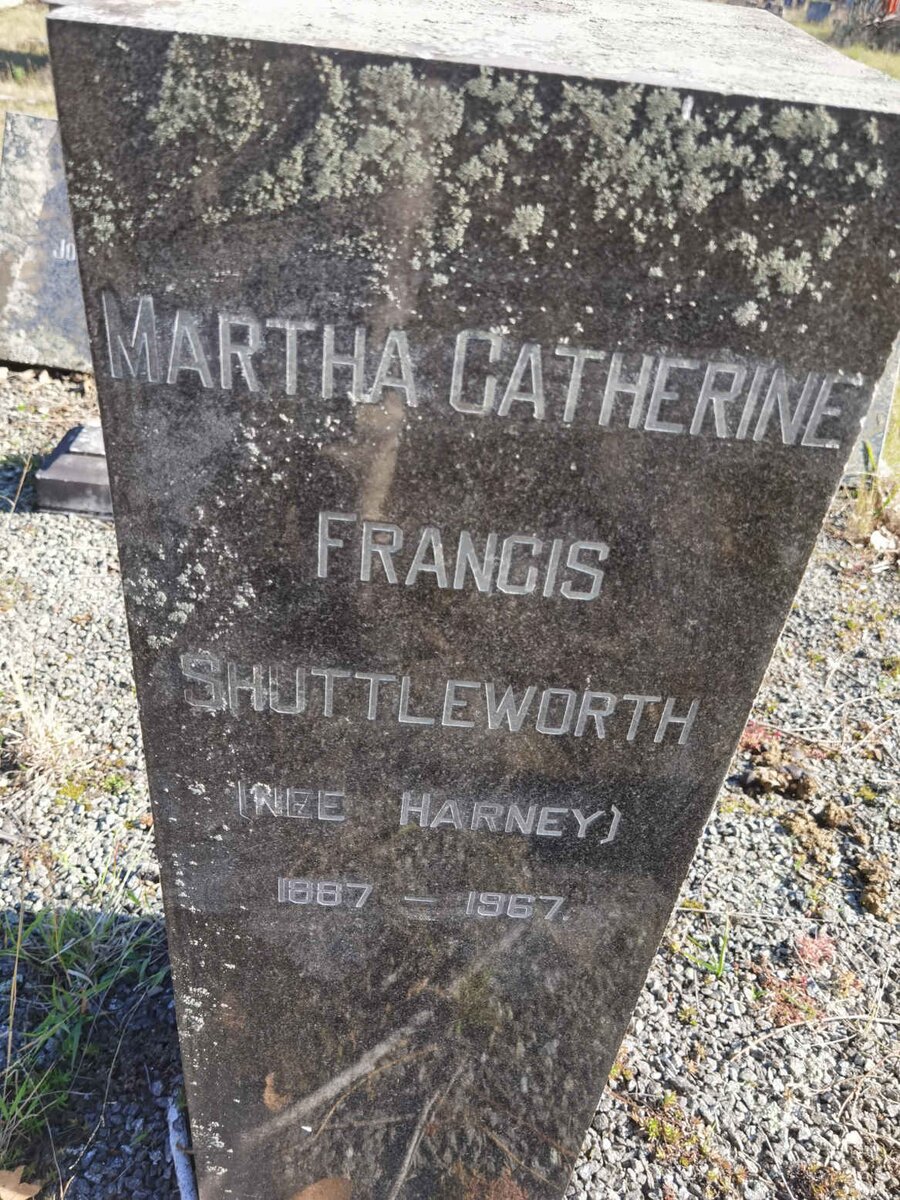 MARTHA CATHERINE
FRANCIS
SHUTTLEWORTH
(NEE HARNEY)
1887 – 1967.